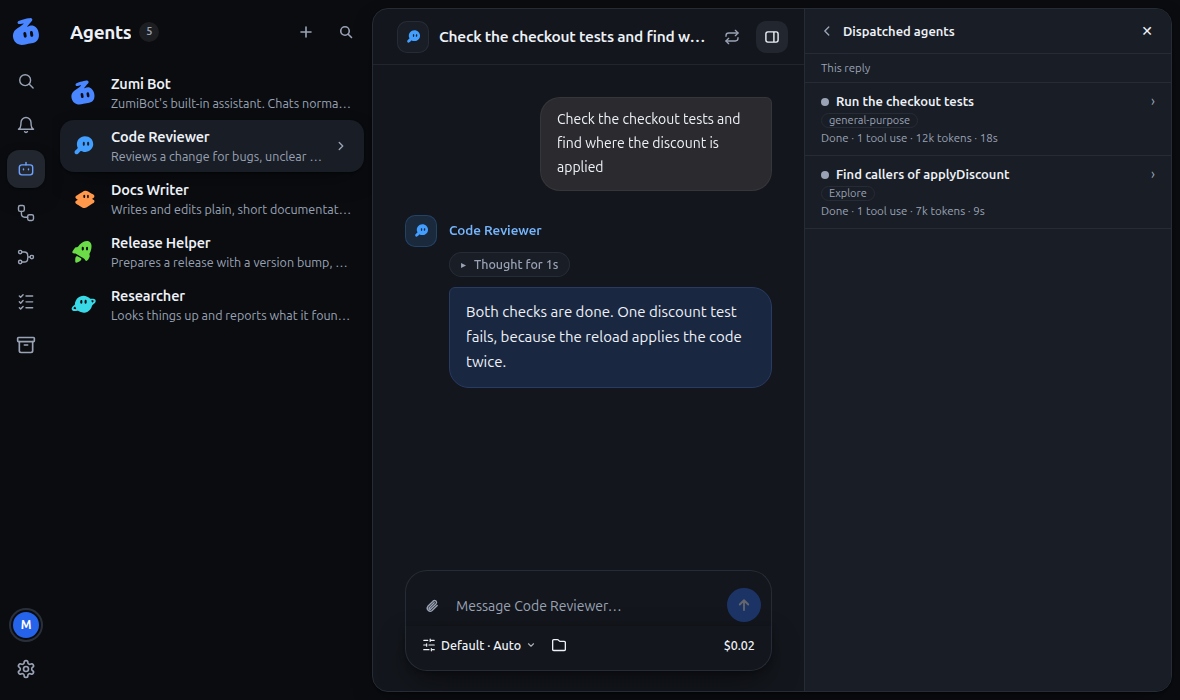 Agents 5
Zumi Bot
ZumiBot's built-in assistant. Chats norma…
Code Reviewer
Reviews a change for bugs, unclear …
Docs Writer
Writes and edits plain, short documentat…
Release Helper
Prepares a release with a version bump, …
Researcher
Looks things up and reports what it foun…
M
Check the checkout tests and find w…
Check the checkout tests and
find where the discount is
applied
Code Reviewer
Thought for 1s
Both checks are done. One discount test
fails, because the reload applies the code
twice.
Message Code Reviewer…
Default · Auto
$0.02
Dispatched agents
This reply
Run the checkout tests
general-purpose
Done · 1 tool use · 12k tokens · 18s
Find callers of applyDiscount
Explore
Done · 1 tool use · 7k tokens · 9s